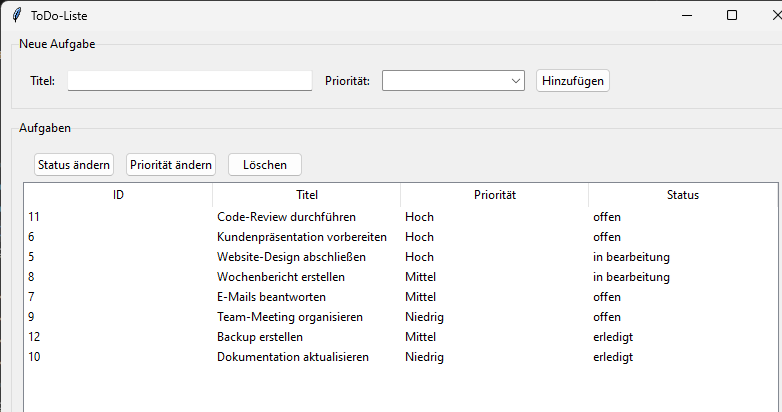 ToDo-Liste
Neue Aufgabe
Titel: Priorität: Hinzufügen
Aufgaben
Status ändern Priorität ändern Löschen
ID Titel Priorität Status
11 Code-Review durchführen Hoch offen
6 Kundenpräsentation vorbereiten Hoch offen
5 Website-Design abschließen Hoch in bearbeitung
8 Wochenbericht erstellen Mittel in bearbeitung
7 E-Mails beantworten Mittel offen
9 Team-Meeting organisieren Niedrig offen
12 Backup erstellen Mittel erledigt
10 Dokumentation aktualisieren Niedrig erledigt